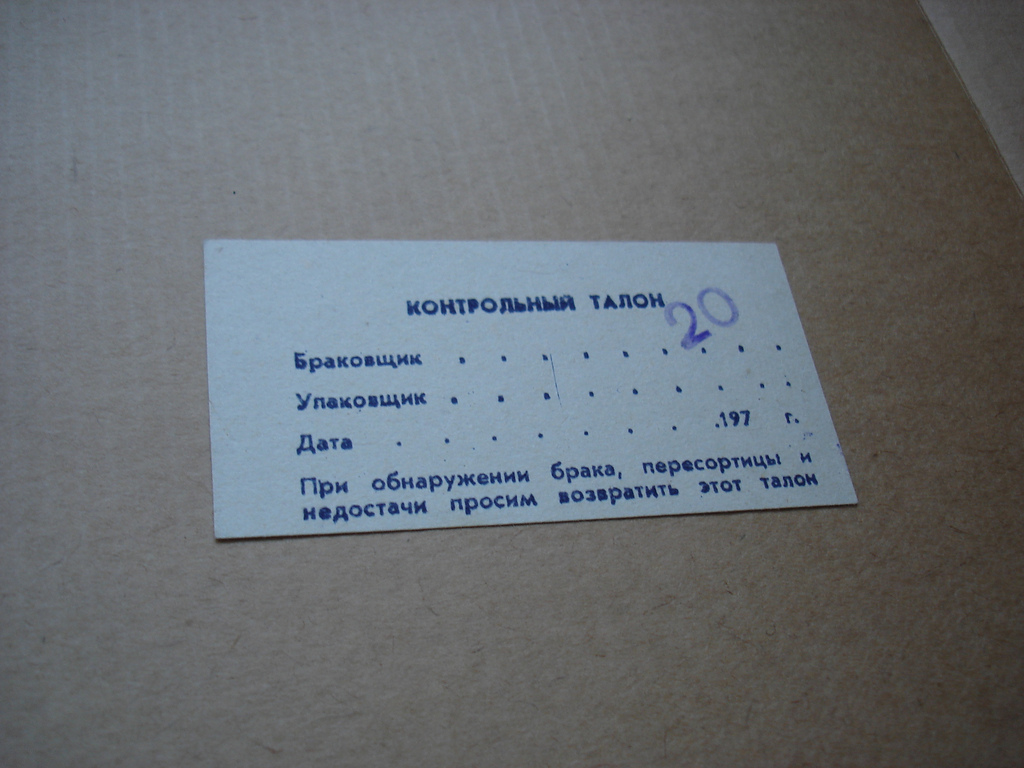 КОНТРОЛЬНЫЙ ТАЛОН
20
Браковщик . . . . . . . . .
Упаковщик . . . . . . . . .
Дата . . . . . . . .197 г.
При обнаружении брака, пересортицы и
недостачи просим возвратить этот талон